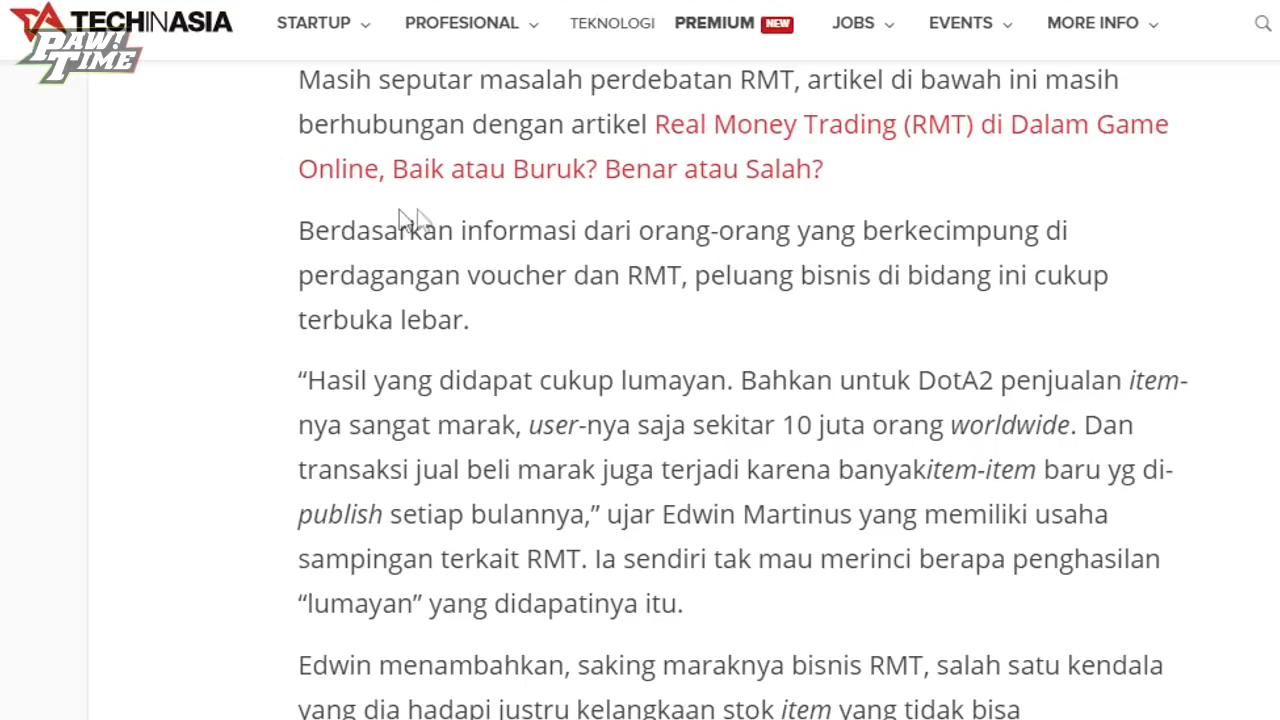 TECHINASIA STARTUP PROFESIONAL TEKNOLOGI PREMIUM NEW JOBS EVENTS MORE INFO
PAW!
TIME
Masih seputar masalah perdebatan RMT, artikel di bawah ini masih
berhubungan dengan artikel Real Money Trading (RMT) di Dalam Game
Online, Baik atau Buruk? Benar atau Salah?
Berdasarkan informasi dari orang-orang yang berkecimpung di
perdagangan voucher dan RMT, peluang bisnis di bidang ini cukup
terbuka lebar.
“Hasil yang didapat cukup lumayan. Bahkan untuk DotA2 penjualan item-
nya sangat marak, user-nya saja sekitar 10 juta orang worldwide. Dan
transaksi jual beli marak juga terjadi karena banyakitem-item baru yg di-
publish setiap bulannya,” ujar Edwin Martinus yang memiliki usaha
sampingan terkait RMT. Ia sendiri tak mau merinci berapa penghasilan
“lumayan” yang didapatinya itu.
Edwin menambahkan, saking maraknya bisnis RMT, salah satu kendala
yang dia hadapi justru kelangkaan stok item yang tidak bisa